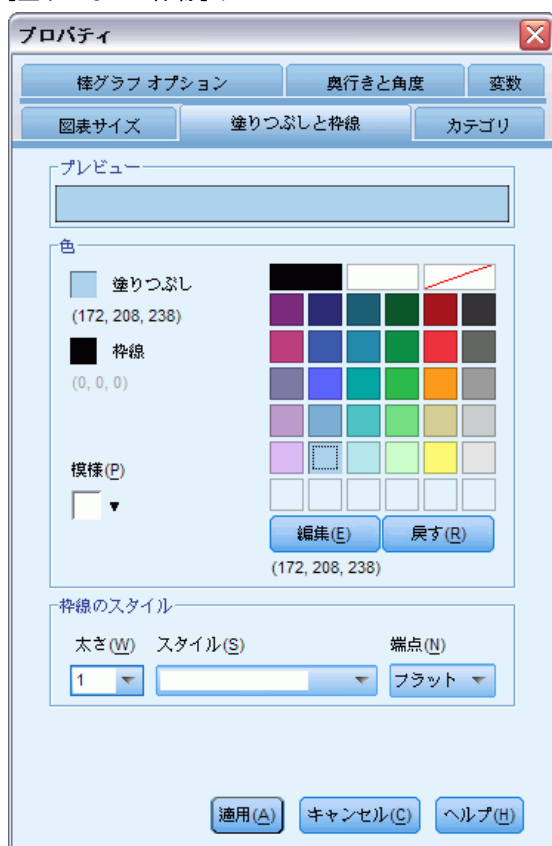 プロパティ
棒グラフ オプション 奥行きと角度 変数
図表サイズ 塗りつぶしと枠線 カテゴリ
プレビュー
色
塗りつぶし
(172, 208, 238)
枠線
(0, 0, 0)
模様(P)
編集(E) 戻す(R)
(172, 208, 238)
枠線のスタイル
太さ(W) スタイル(S) 端点(N)
1 フラット
適用(A) キャンセル(C) ヘルプ(H)